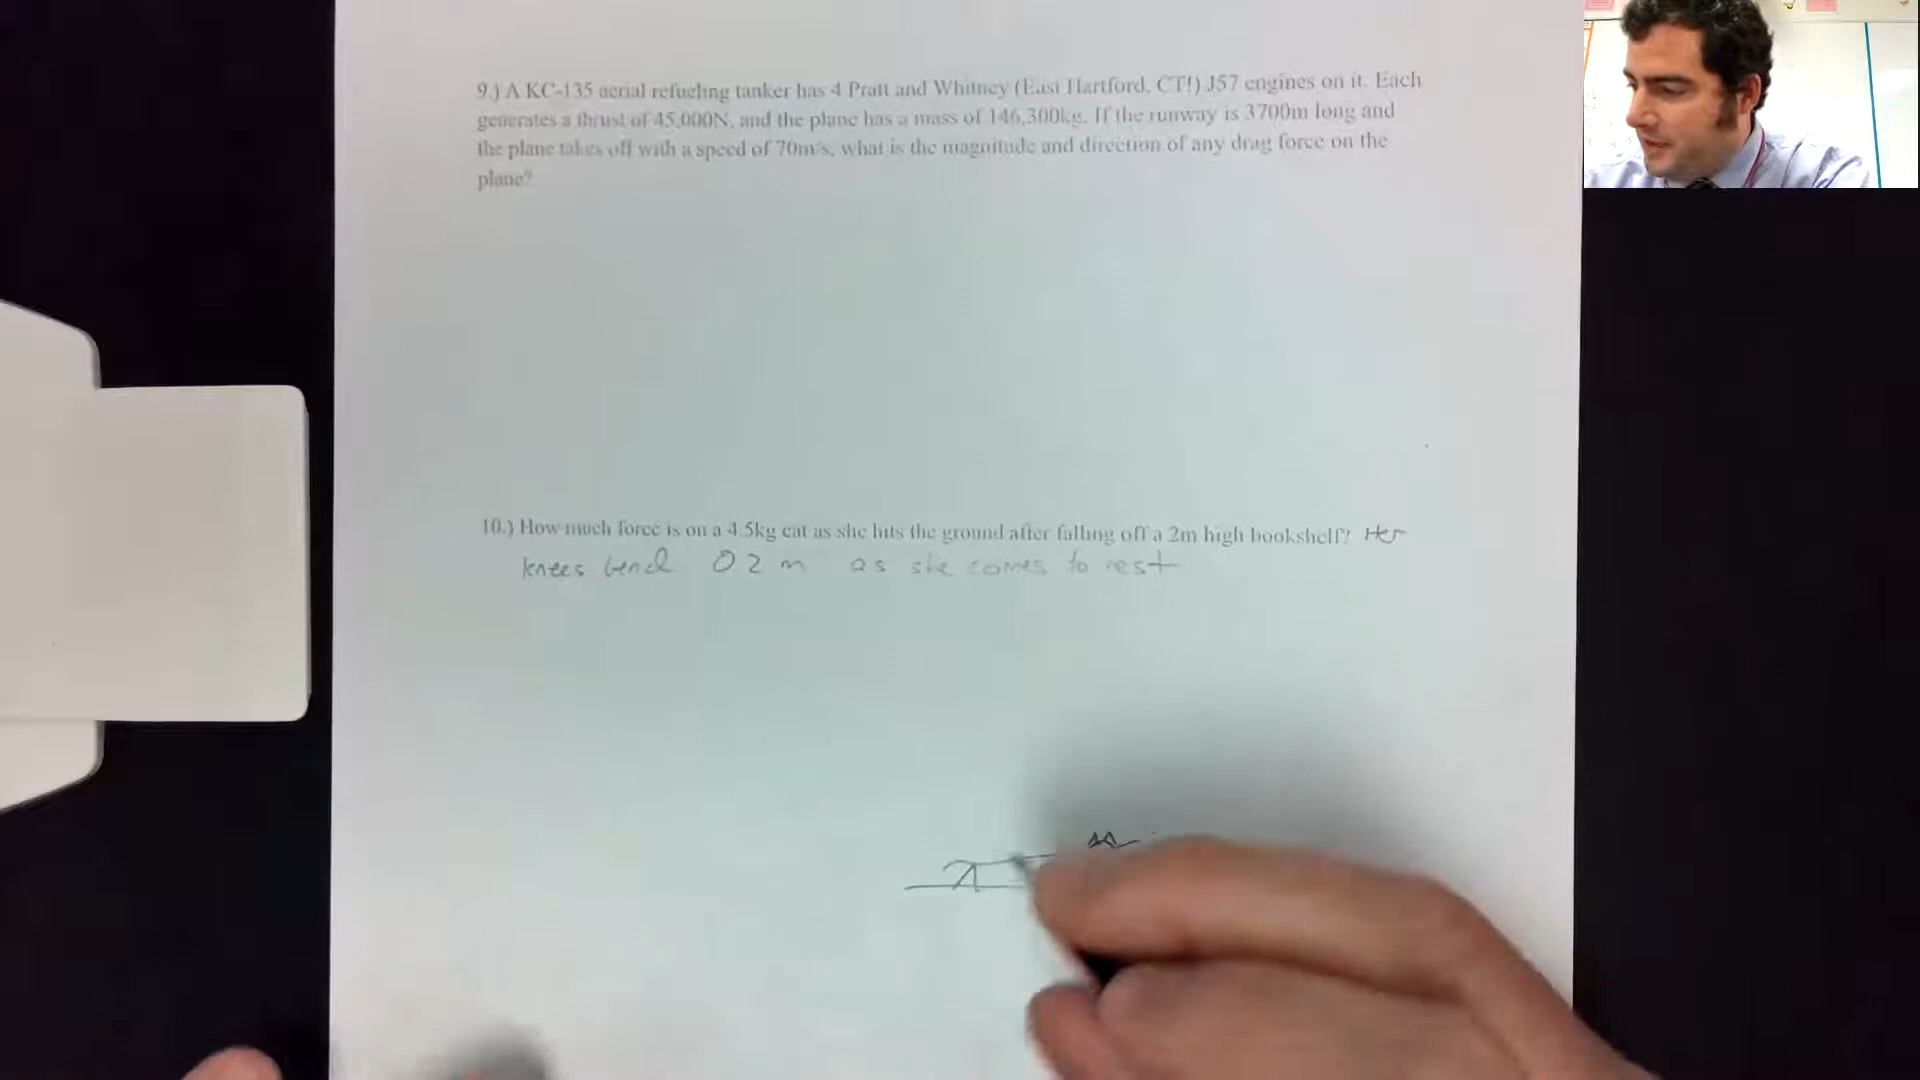 9.) A KC-135 aerial refueling tanker has 4 Pratt and Whitney (East Hartford, CT!) J57 engines on it. Each
generates a thrust of 45,000N, and the plane has a mass of 146,300kg. If the runway is 3700m long and
the plane takes off with a speed of 70m/s, what is the magnitude and direction of any drag force on the
plane?
10.) How much force is on a 4.5kg cat as she hits the ground after falling off a 2m high bookshelf? Her
knees bend 0.2 m as she comes to rest